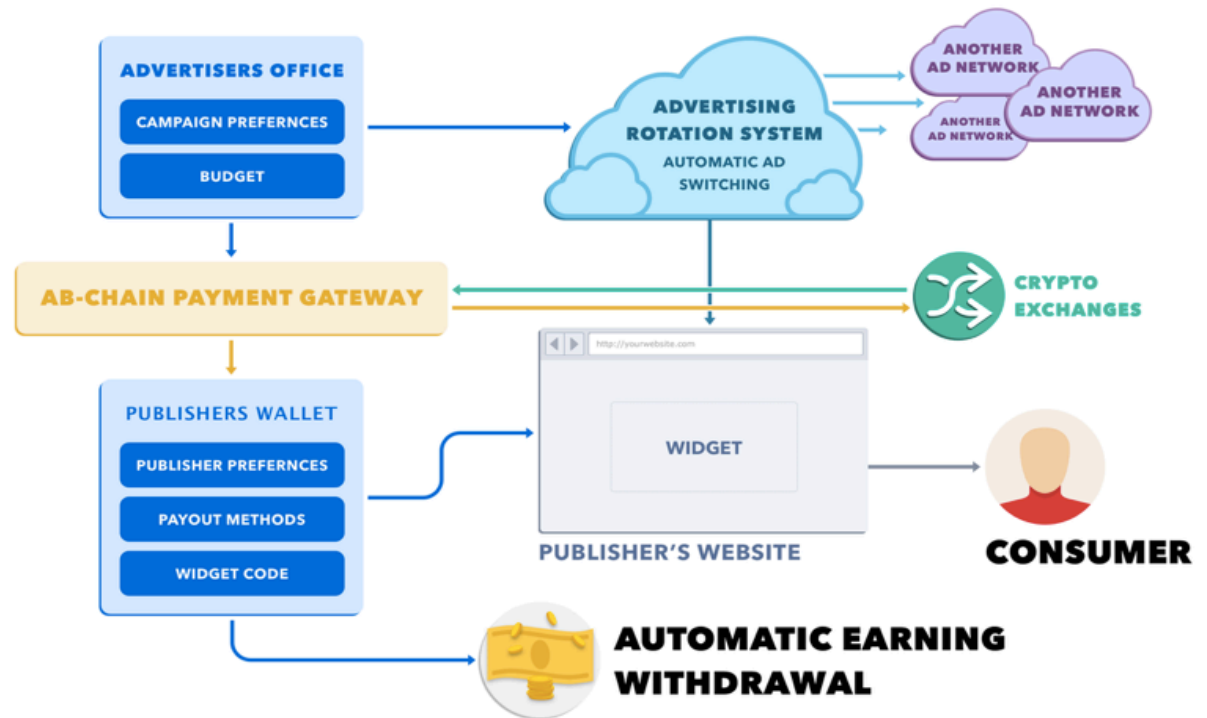 ADVERTISERS OFFICE
CAMPAIGN PREFERNCES
BUDGET
ADVERTISING
ROTATION SYSTEM
AUTOMATIC AD
SWITCHING
ANOTHER
AD NETWORK
ANOTHER
AD NETWORK
ANOTHER
AD NETWORK
AB-CHAIN PAYMENT GATEWAY
CRYPTO
EXCHANGES
http://yourwebsite.com
WIDGET
PUBLISHER'S WEBSITE
PUBLISHERS WALLET
PUBLISHER PREFERNCES
PAYOUT METHODS
WIDGET CODE
CONSUMER
AUTOMATIC EARNING
WITHDRAWAL